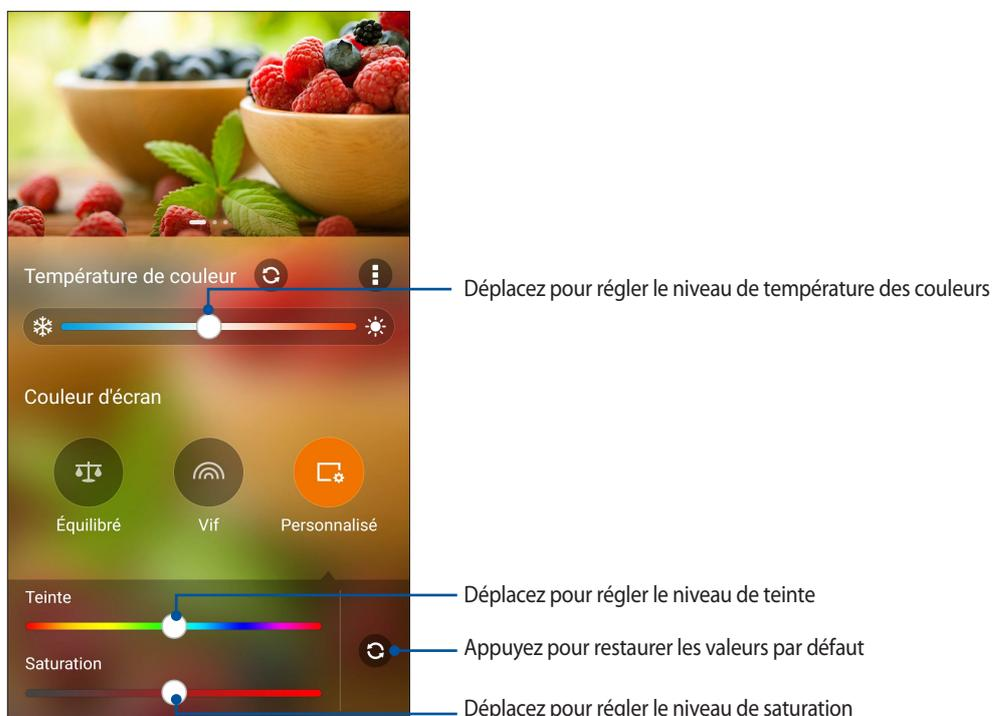 Température de couleur
Déplacez pour régler le niveau de température des couleurs
Couleur d'écran
Équilibré
Vif
Personnalisé
Teinte
Déplacez pour régler le niveau de teinte
Appuyez pour restaurer les valeurs par défaut
Saturation
Déplacez pour régler le niveau de saturation